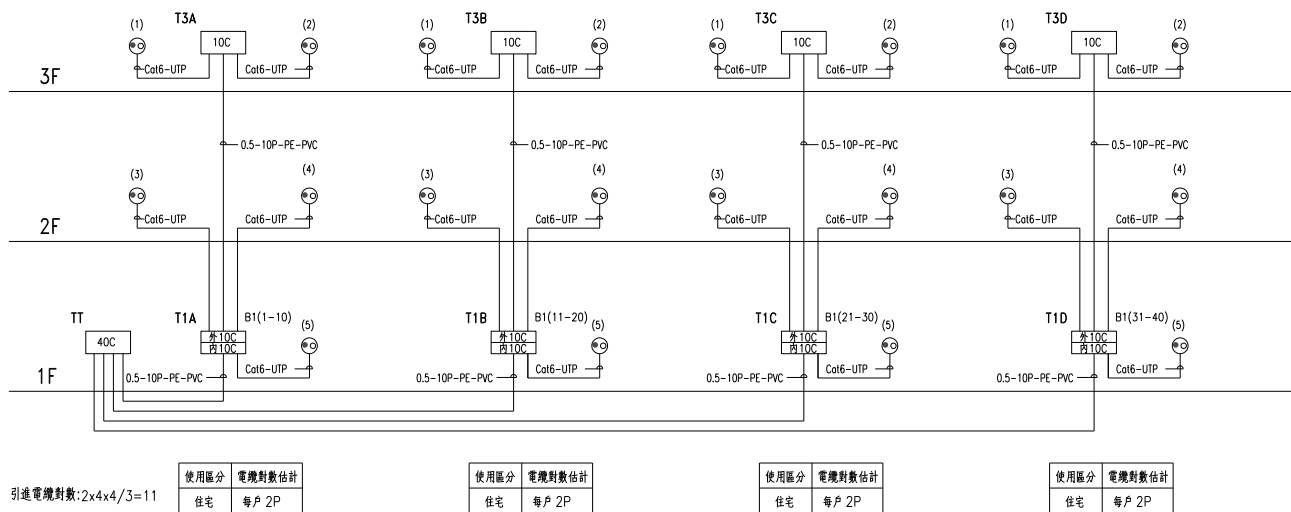 T3A T3B T3C T3D
(1) (2) (1) (2) (1) (2) (1) (2)
10C 10C 10C 10C
Cat6-UTP Cat6-UTP Cat6-UTP Cat6-UTP Cat6-UTP Cat6-UTP Cat6-UTP Cat6-UTP
3F
0.5-10P-PE-PVC 0.5-10P-PE-PVC 0.5-10P-PE-PVC 0.5-10P-PE-PVC
(3) (4) (3) (4) (3) (4) (3) (4)
Cat6-UTP Cat6-UTP Cat6-UTP Cat6-UTP Cat6-UTP Cat6-UTP Cat6-UTP Cat6-UTP
2F
TT T1A B1(1-10) T1B B1(11-20) T1C B1(21-30) T1D B1(31-40)
(5) (5) (5) (5)
外10C 外10C 外10C 外10C
40C 內10C 內10C 內10C 內10C
Cat6-UTP Cat6-UTP Cat6-UTP Cat6-UTP
1F 0.5-10P-PE-PVC 0.5-10P-PE-PVC 0.5-10P-PE-PVC 0.5-10P-PE-PVC
使用區分 電纜對數估計 使用區分 電纜對數估計 使用區分 電纜對數估計 使用區分 電纜對數估計
引進電纜對數:2x4x4/3=11
住宅 每戶 2P 住宅 每戶 2P 住宅 每戶 2P 住宅 每戶 2P